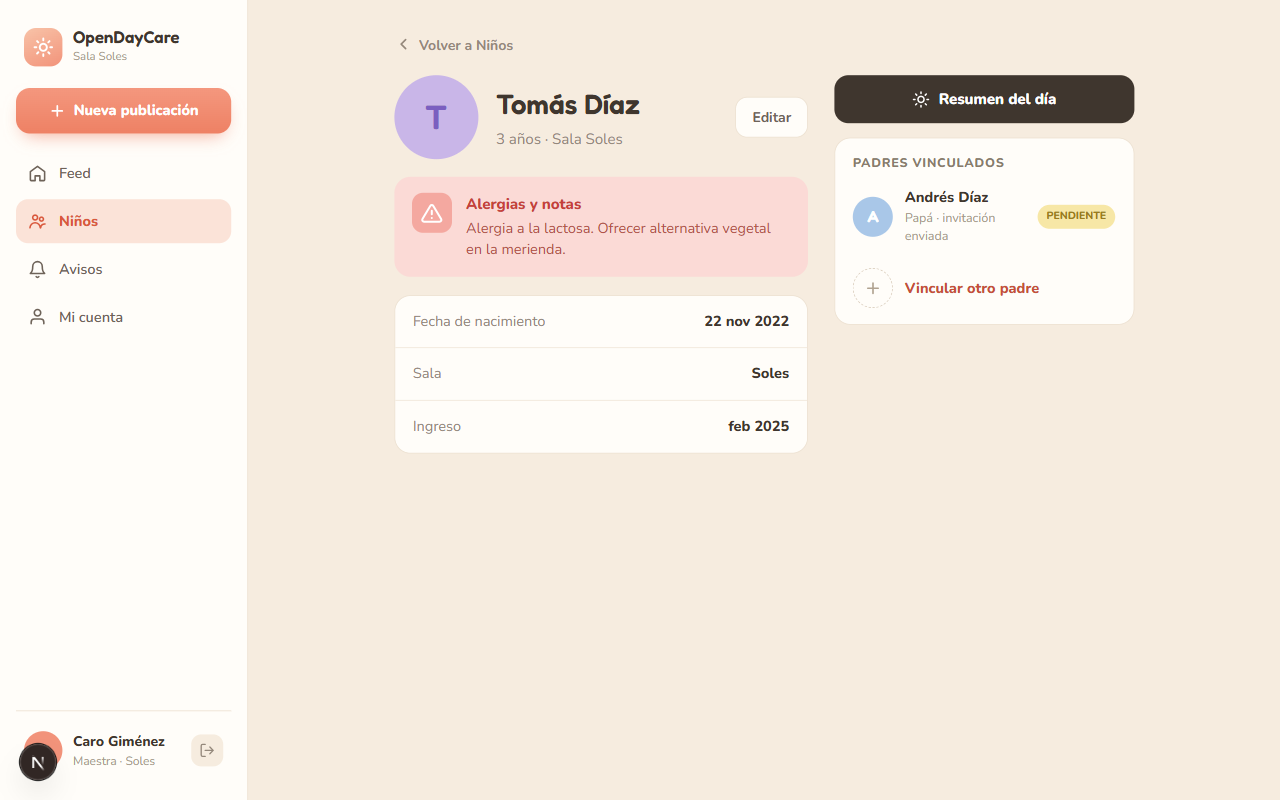 OpenDayCare
Sala Soles
Nueva publicación
Feed
Niños
Avisos
Mi cuenta
Caro Giménez
Maestra · Soles
N
Volver a Niños
T
Tomás Díaz
3 años · Sala Soles
Editar
Alergias y notas
Alergia a la lactosa. Ofrecer alternativa vegetal
en la merienda.
Fecha de nacimiento
22 nov 2022
Sala
Soles
Ingreso
feb 2025
Resumen del día
PADRES VINCULADOS
A
Andrés Díaz
Papá · invitación
enviada
PENDIENTE
Vincular otro padre